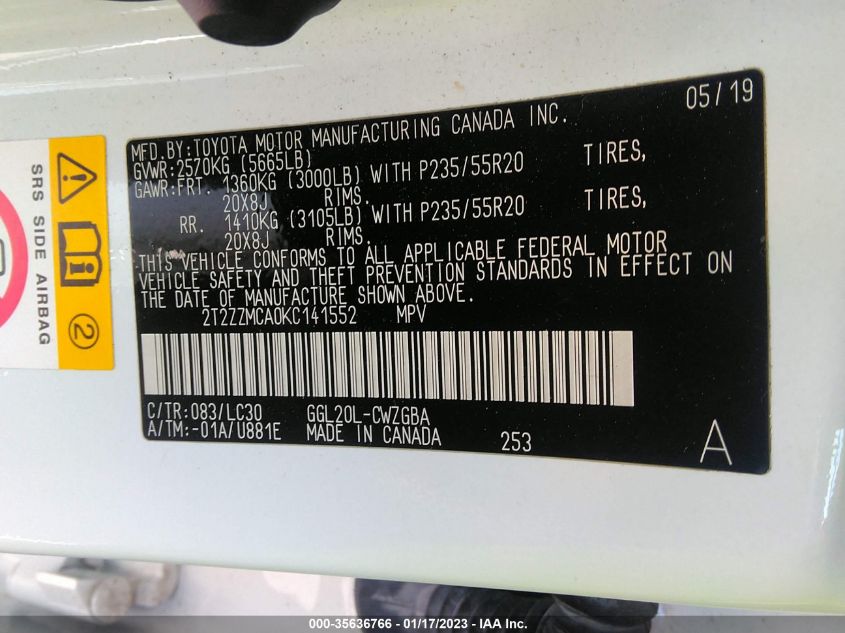 05/19
MFD.BY:TOYOTA MOTOR MANUFACTURING CANADA INC.
GVWR:2570KG (5665LB)
GAWR:FRT. 1360KG (3000LB) WITH P235/55R20 TIRES,
20X8J RIMS.
RR. 1410KG (3105LB) WITH P235/55R20 TIRES,
20X8J RIMS.
THIS VEHICLE CONFORMS TO ALL APPLICABLE FEDERAL MOTOR
VEHICLE SAFETY AND THEFT PREVENTION STANDARDS IN EFFECT ON
THE DATE OF MANUFACTURE SHOWN ABOVE.
2T2ZZMCA0KC141552 MPV
C/TR:083/LC30 GGL20L-CWZGBA
A/TM:-01A/U881E MADE IN CANADA 253
A
SRS SIDE AIRBAG
2
000-35636766 - 01/17/2023 - IAA Inc.